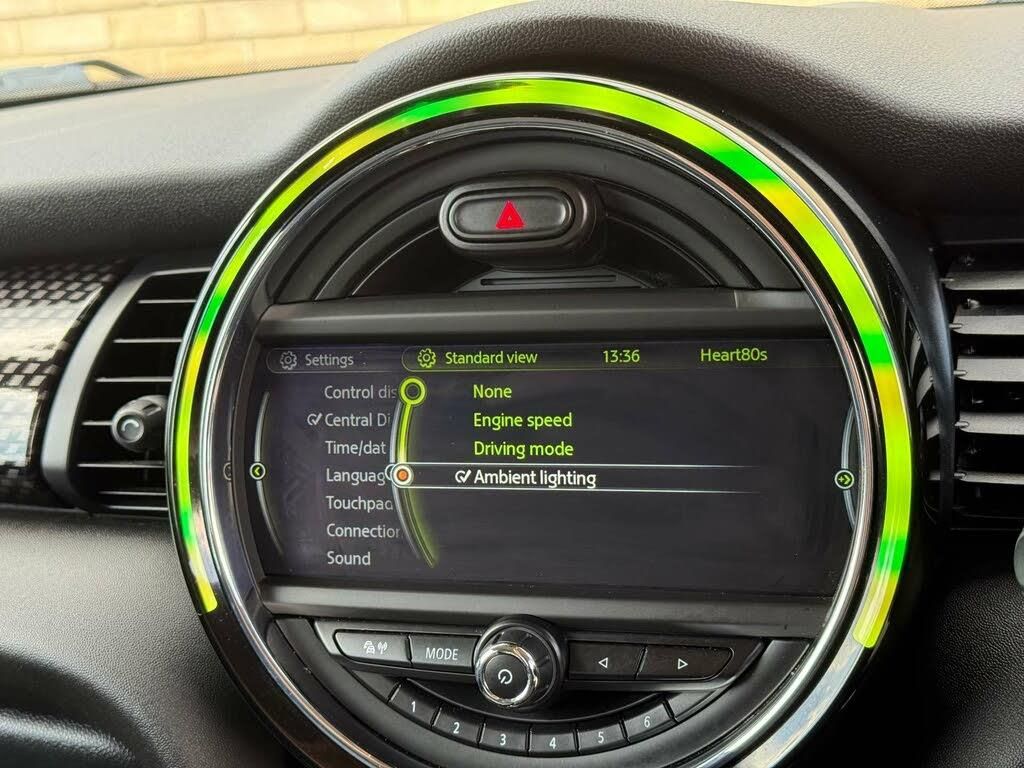 Settings
Standard view
13:36
Heart80s
Control dis
Central Di
Time/dat
Languag
Touchpad
Connection
Sound
None
Engine speed
Driving mode
Ambient lighting
MODE
1 2 3 4 5 6